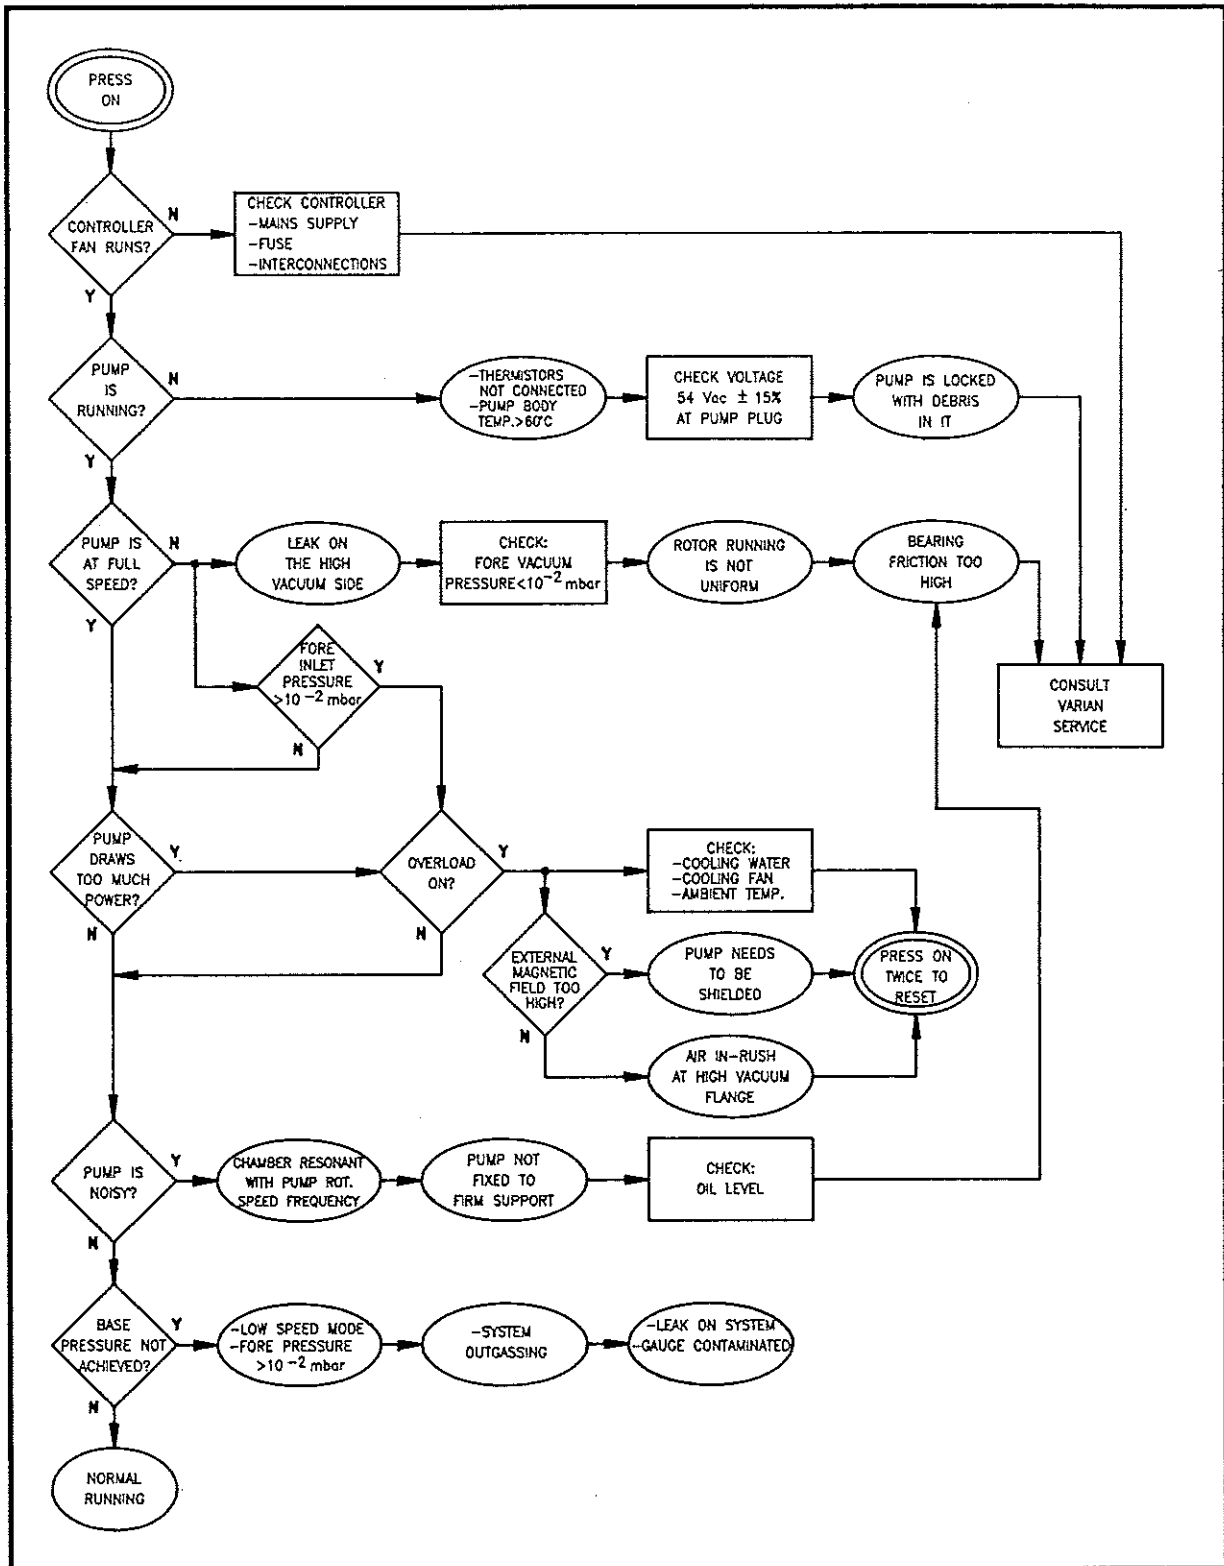 PRESS
ON
CONTROLLER
FAN RUNS?
N
Y
CHECK CONTROLLER
-MAINS SUPPLY
-FUSE
-INTERCONNECTIONS
PUMP
IS
RUNNING?
N
Y
-THERMISTORS
NOT CONNECTED
-PUMP BODY
TEMP.>60°C
CHECK VOLTAGE
54 Vac ± 15%
AT PUMP PLUG
PUMP IS LOCKED
WITH DEBRIS
IN IT
PUMP IS
AT FULL
SPEED?
N
Y
LEAK ON
THE HIGH
VACUUM SIDE
CHECK:
FORE VACUUM
PRESSURE<10⁻² mbar
ROTOR RUNNING
IS NOT
UNIFORM
BEARING
FRICTION TOO
HIGH
FORE
INLET
PRESSURE
>10⁻² mbar
Y
N
CONSULT
VARIAN
SERVICE
PUMP
DRAWS
TOO MUCH
POWER?
Y
N
OVERLOAD
ON?
Y
N
CHECK:
-COOLING WATER
-COOLING FAN
-AMBIENT TEMP.
EXTERNAL
MAGNETIC
FIELD TOO
HIGH?
Y
N
PUMP NEEDS
TO BE
SHIELDED
PRESS ON
TWICE TO
RESET
AIR IN-RUSH
AT HIGH VACUUM
FLANGE
PUMP IS
NOISY?
Y
N
CHAMBER RESONANT
WITH PUMP ROT.
SPEED FREQUENCY
PUMP NOT
FIXED TO
FIRM SUPPORT
CHECK:
OIL LEVEL
BASE
PRESSURE NOT
ACHIEVED?
Y
N
-LOW SPEED MODE
-FORE PRESSURE
>10⁻² mbar
-SYSTEM
OUTGASSING
-LEAK ON SYSTEM
-GAUGE CONTAMINATED
NORMAL
RUNNING